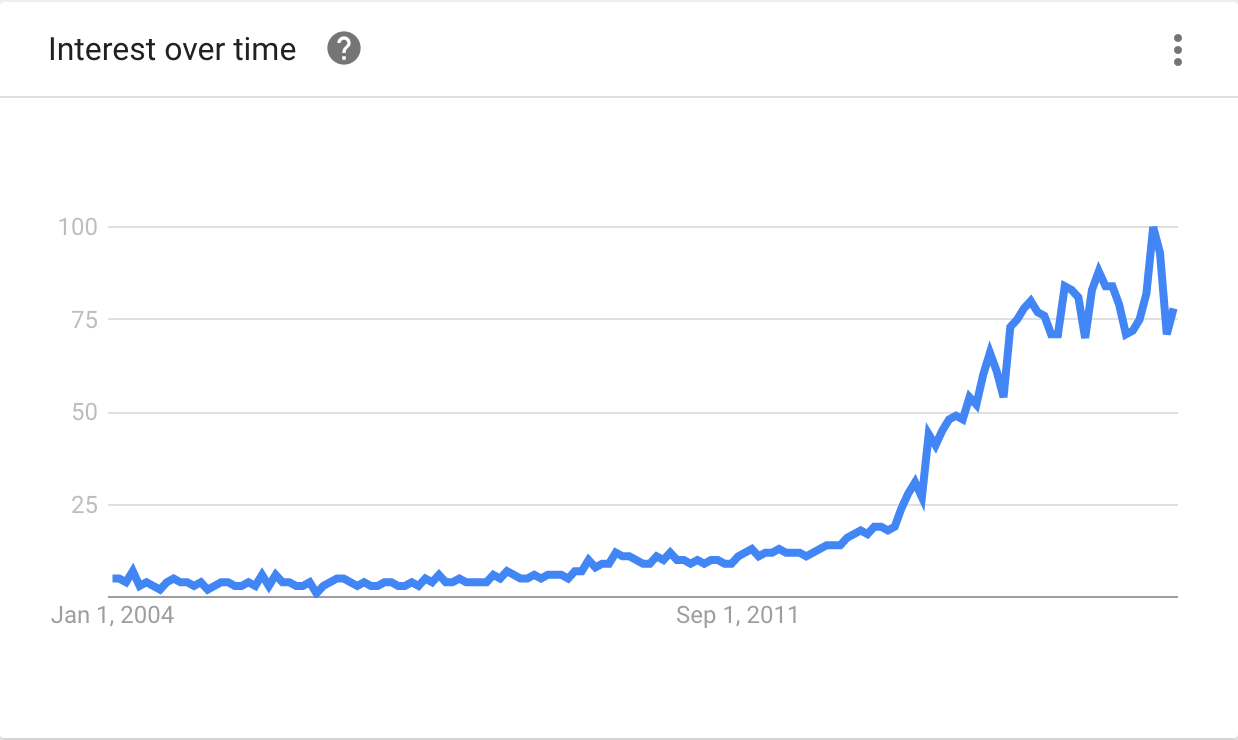 Interest over time ?
100
75
50
25
Jan 1, 2004 Sep 1, 2011